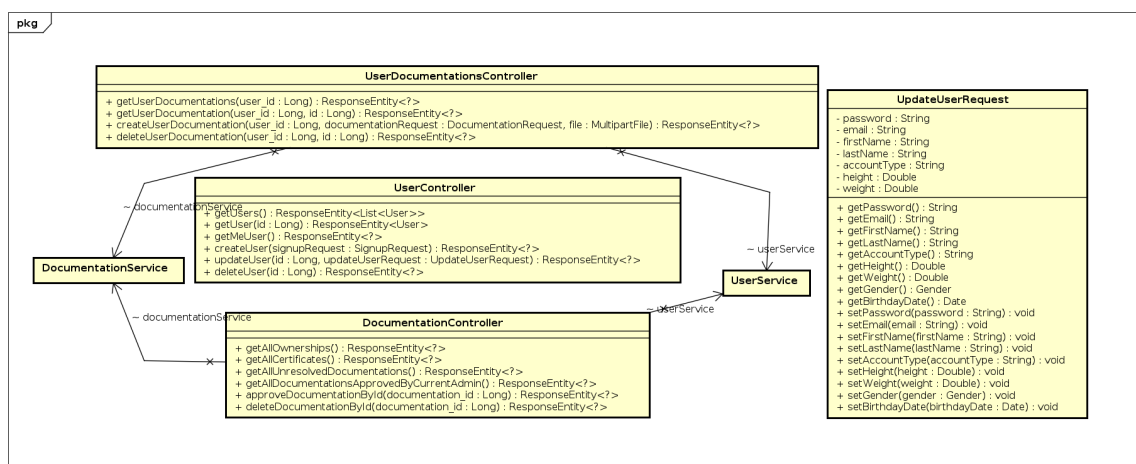 pkg
UserDocumentationsController
+ getUserDocumentations(user_id : Long) : ResponseEntity<?>
+ getUserDocumentation(user_id : Long, id : Long) : ResponseEntity<?>
+ createUserDocumentation(user_id : Long, documentationRequest : DocumentationRequest, file : MultipartFile) : ResponseEntity<?>
+ deleteUserDocumentation(user_id : Long, id : Long) : ResponseEntity<?>
UserController
+ getUsers() : ResponseEntity<List<User>>
+ getUser(id : Long) : ResponseEntity<User>
+ getMeUser() : ResponseEntity<?>
+ createUser(signupRequest : SignupRequest) : ResponseEntity<?>
+ updateUser(id : Long, updateUserRequest : UpdateUserRequest) : ResponseEntity<?>
+ deleteUser(id : Long) : ResponseEntity<?>
~ documentationService
DocumentationService
~ userService
UserService
~ documentationService
~ userService
DocumentationController
+ getAllOwnerships() : ResponseEntity<?>
+ getAllCertificates() : ResponseEntity<?>
+ getAllUnresolvedDocumentations() : ResponseEntity<?>
+ getAllDocumentationsApprovedByCurrentAdmin() : ResponseEntity<?>
+ approveDocumentationById(documentation_id : Long) : ResponseEntity<?>
+ deleteDocumentationById(documentation_id : Long) : ResponseEntity<?>
UpdateUserRequest
- password : String
- email : String
- firstName : String
- lastName : String
- accountType : String
- height : Double
- weight : Double
+ getPassword() : String
+ getEmail() : String
+ getFirstName() : String
+ getLastName() : String
+ getAccountType() : String
+ getHeight() : Double
+ getWeight() : Double
+ getGender() : Gender
+ getBirthdayDate() : Date
+ setPassword(password : String) : void
+ setEmail(email : String) : void
+ setFirstName(firstName : String) : void
+ setLastName(lastName : String) : void
+ setAccountType(accountType : String) : void
+ setHeight(height : Double) : void
+ setWeight(weight : Double) : void
+ setGender(gender : Gender) : void
+ setBirthdayDate(birthdayDate : Date) : void